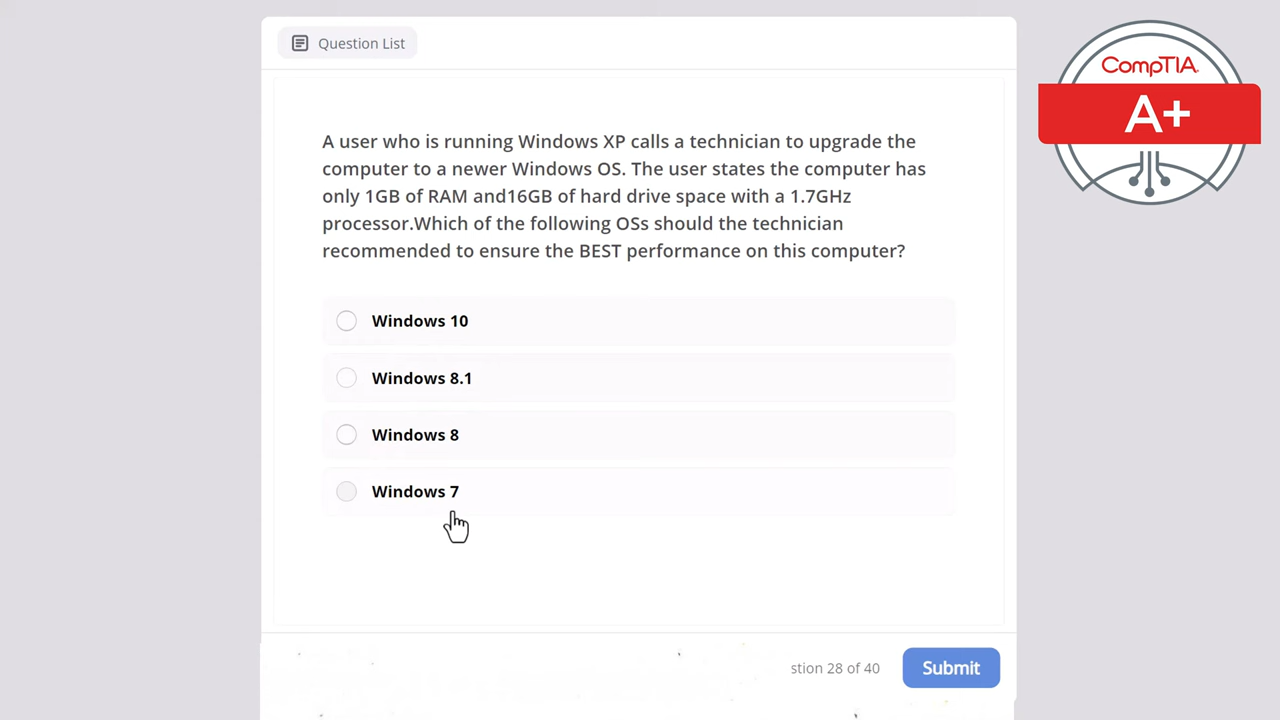 Question List
CompTIA
A+
A user who is running Windows XP calls a technician to upgrade the
computer to a newer Windows OS. The user states the computer has
only 1GB of RAM and16GB of hard drive space with a 1.7GHz
processor.Which of the following OSs should the technician
recommended to ensure the BEST performance on this computer?
Windows 10
Windows 8.1
Windows 8
Windows 7
stion 28 of 40
Submit